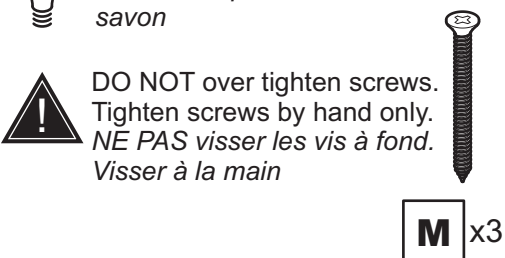 savon
DO NOT over tighten screws.
Tighten screws by hand only.
NE PAS visser les vis à fond.
Visser à la main
M x3